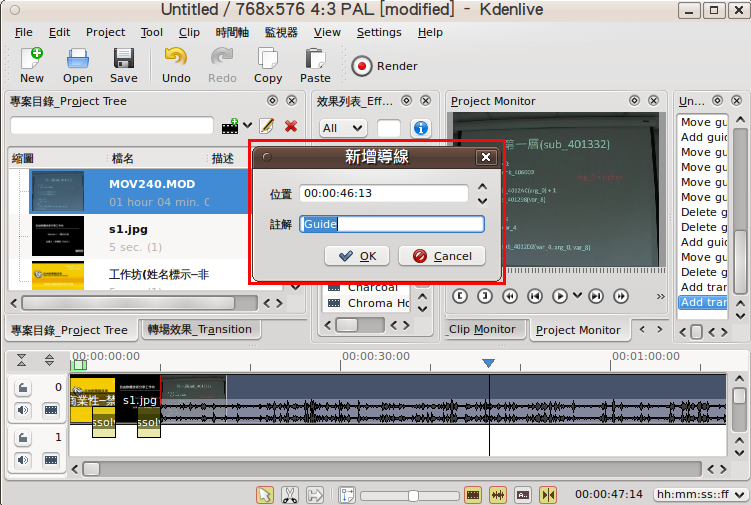 Untitled / 768x576 4:3 PAL [modified] – Kdenlive
File Edit Project Tool Clip 時間軸 監視器 View Settings Help
New Open Save Undo Redo Copy Paste Render
專案目錄_Project Tree
效果列表_Eff...
Project Monitor
Un...
All
縮圖 檔名 描述
MOV240.MOD
01 hour 04 min. 0
s1.jpg
5 sec. (1)
工作坊(姓名標示─非
新增導線
位置 00:00:46:13
註解 Guide
OK Cancel
Charcoal
Chroma Ho
第一層(sub_401332)
Move gu
Add guid
Move gu
Move gu
Move gu
Move gu
Delete g
Delete g
Add guid
Move gu
Delete g
Add tran
Add tran
專案目錄_Project Tree
轉場效果_Transition
Clip Monitor
Project Monitor
00:00:00:00 00:00:30:00 00:01:00:00
0
商業性─禁
s1.jpg
ssol
ssol
1
00:00:47:14
hh:mm:ss::ff